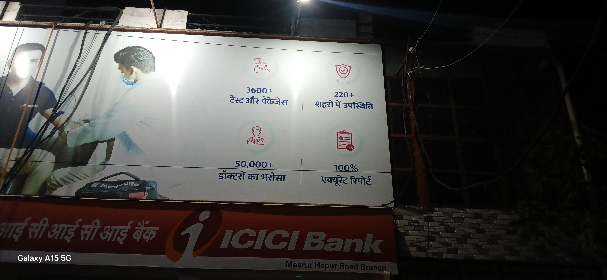 3600+
टेस्ट और पैकेजेस
220+
शहरों में उपस्थिति
50,000+
डॉक्टरों का भरोसा
100%
एक्यूरेट रिपोर्ट
आई सी आई सी आई बैंक
ICICI Bank
Meerut Hapur Road Branch
Galaxy A15 5G